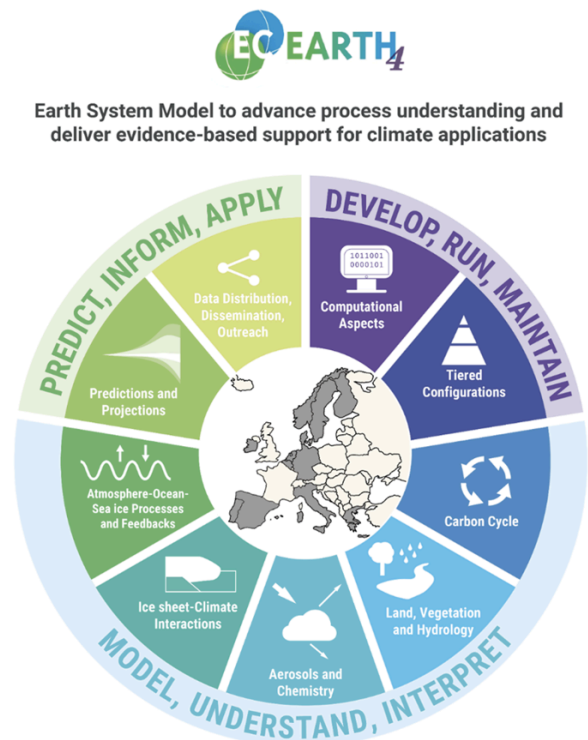 EC EARTH 4
Earth System Model to advance process understanding and
deliver evidence-based support for climate applications
PREDICT, INFORM, APPLY
DEVELOP, RUN, MAINTAIN
Data Distribution,
Dissemination,
Outreach
1011001
0000101
Computational
Aspects
Predictions and
Projections
Tiered
Configurations
Atmosphere-Ocean-
Sea ice Processes
and Feedbacks
Carbon Cycle
Ice sheet-Climate
Interactions
Land, Vegetation
and Hydrology
Aerosols and
Chemistry
MODEL, UNDERSTAND, INTERPRET